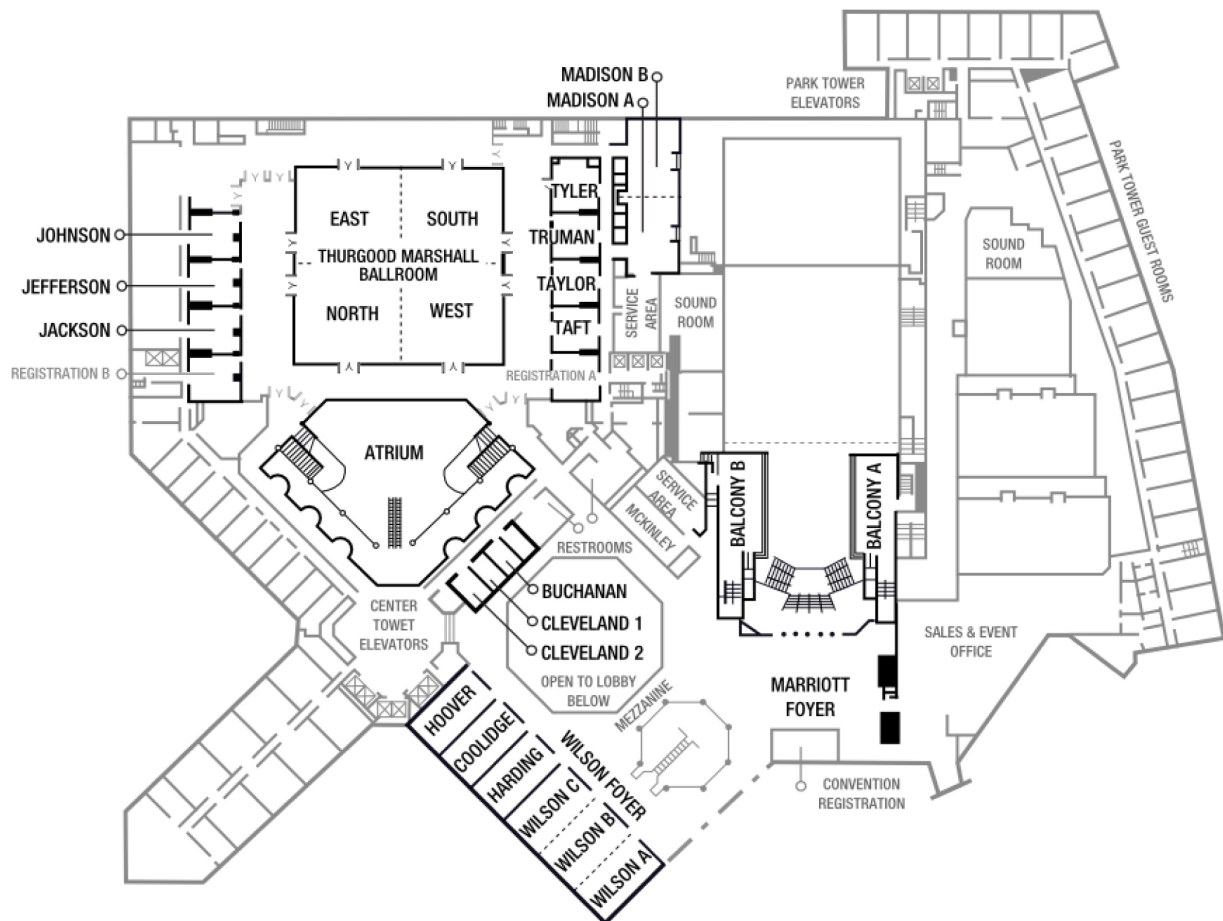 MADISON B
MADISON A
PARK TOWER
ELEVATORS
PARK TOWER GUEST ROOMS
JOHNSON
JEFFERSON
JACKSON
REGISTRATION B
EAST
SOUTH
THURGOOD MARSHALL
BALLROOM
NORTH
WEST
TYLER
TRUMAN
TAYLOR
TAFT
REGISTRATION A
SERVICE
AREA
SOUND
ROOM
SOUND
ROOM
ATRIUM
SERVICE
AREA
MCKINLEY
BALCONY B
BALCONY A
RESTROOMS
BUCHANAN
CLEVELAND 1
CLEVELAND 2
OPEN TO LOBBY
BELOW
CENTER
TOWET
ELEVATORS
SALES & EVENT
OFFICE
MARRIOTT
FOYER
MEZZANINE
HOOVER
COOLIDGE
HARDING
WILSON C
WILSON B
WILSON A
WILSON FOYER
CONVENTION
REGISTRATION